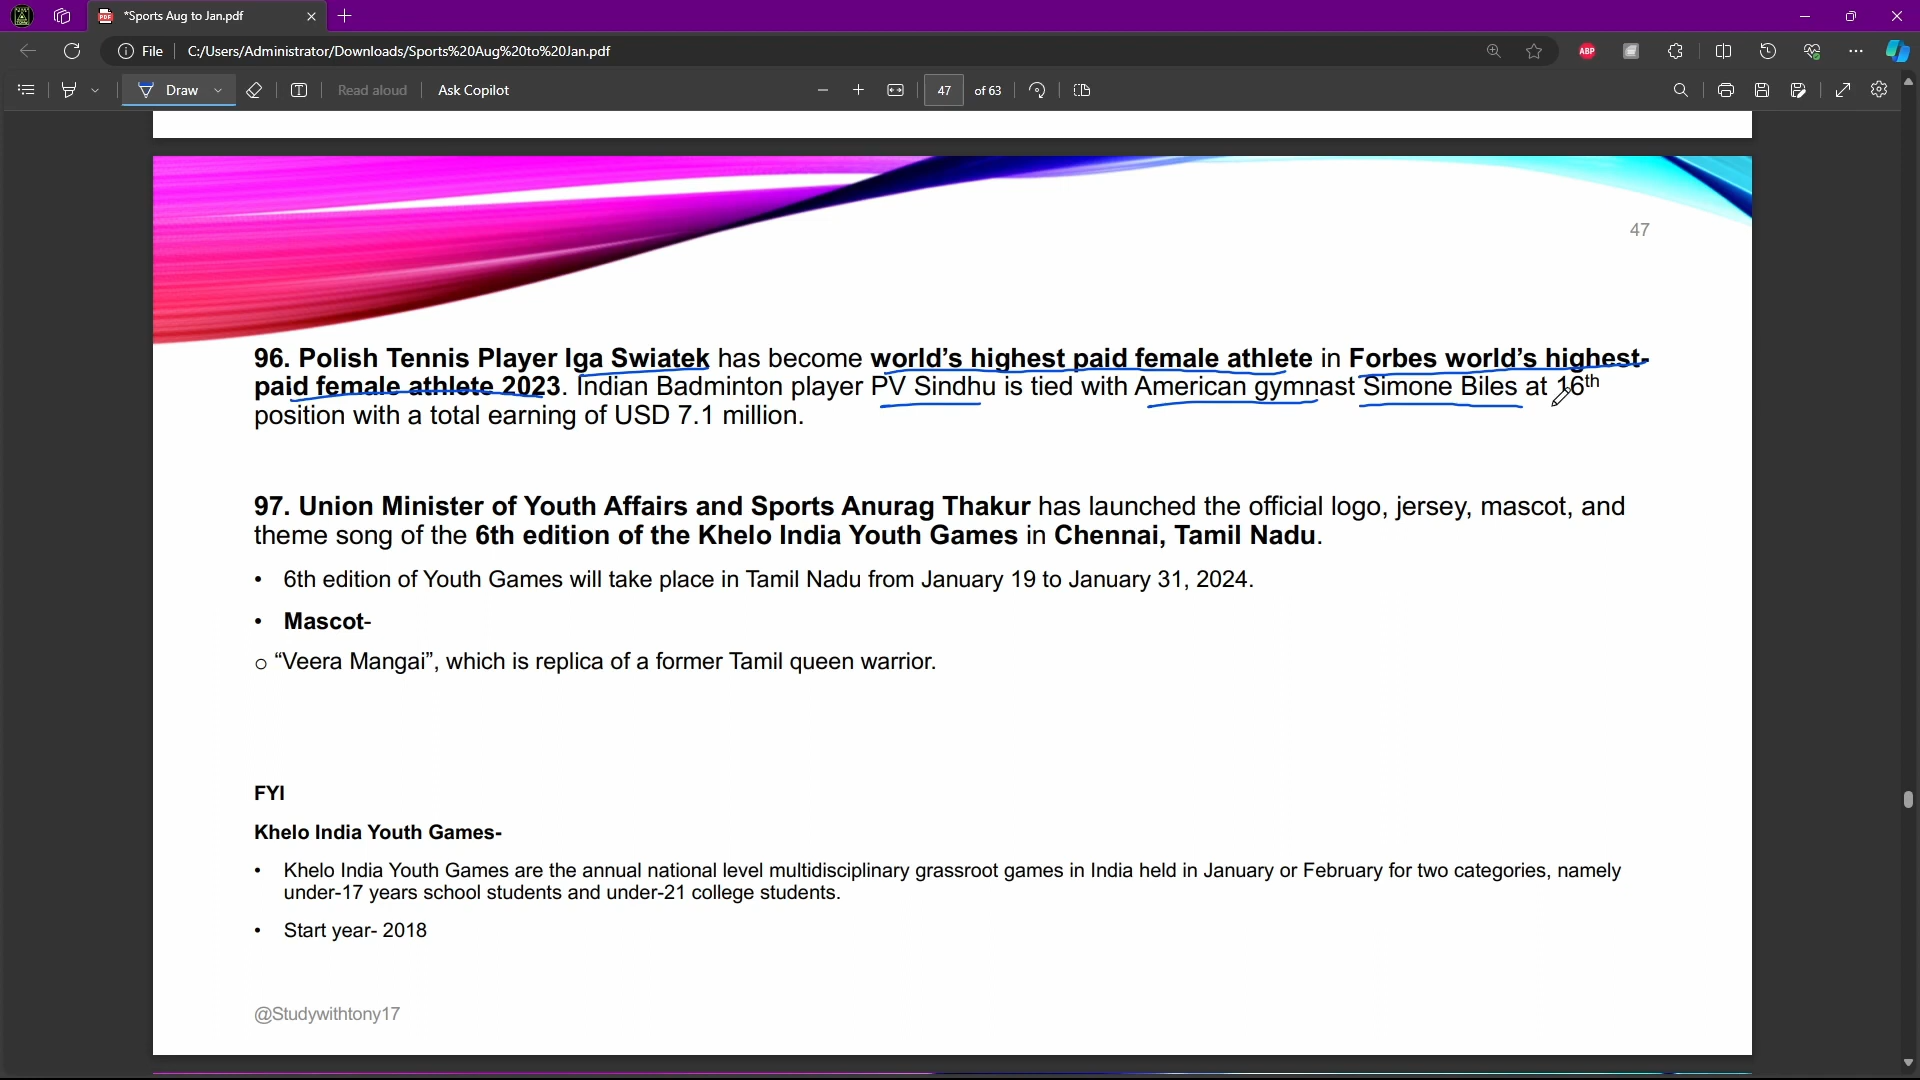 *Sports Aug to Jan.pdf
File
C:/Users/Administrator/Downloads/Sports%20Aug%20to%20Jan.pdf
ABP
Draw
Read aloud
Ask Copilot
47
of 63
47
96. Polish Tennis Player Iga Swiatek has become world’s highest paid female athlete in Forbes world’s highest-
paid female athlete 2023. Indian Badminton player PV Sindhu is tied with American gymnast Simone Biles at 16th
position with a total earning of USD 7.1 million.
97. Union Minister of Youth Affairs and Sports Anurag Thakur has launched the official logo, jersey, mascot, and
theme song of the 6th edition of the Khelo India Youth Games in Chennai, Tamil Nadu.
• 6th edition of Youth Games will take place in Tamil Nadu from January 19 to January 31, 2024.
• Mascot-
o “Veera Mangai”, which is replica of a former Tamil queen warrior.
FYI
Khelo India Youth Games-
• Khelo India Youth Games are the annual national level multidisciplinary grassroot games in India held in January or February for two categories, namely
under-17 years school students and under-21 college students.
• Start year- 2018
@Studywithtony17